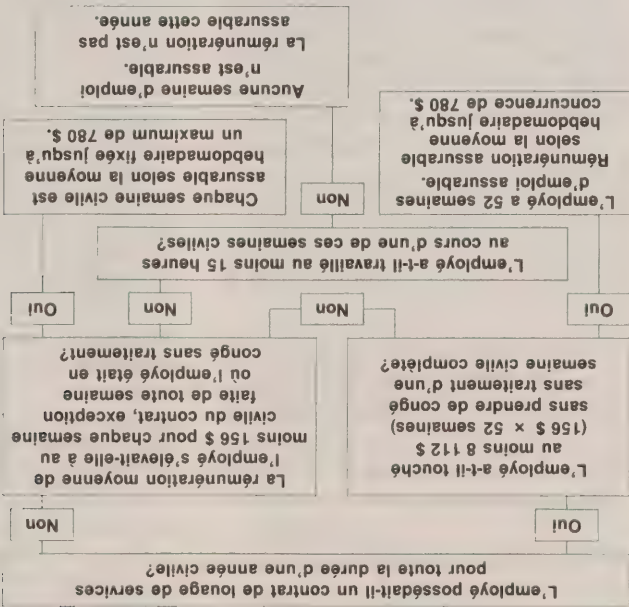 L'employé possédait-il un contrat de louage de services
pour toute la durée d'une année civile?
Oui
Non
L'employé a-t-il touché
au moins 8 112 $
(156 $ × 52 semaines)
sans prendre de congé
sans traitement d'une
semaine civile complète?
La rémunération moyenne de
l'employé s'élevait-elle à au
moins 156 $ pour chaque semaine
civile du contrat, exception
faite de toute semaine
où l'employé était en
congé sans traitement?
Oui
Non
Non
Oui
L'employé a-t-il travaillé au moins 15 heures
au cours d'une de ces semaines civiles?
L'employé a 52 semaines
d'emploi assurable.
Rémunération assurable
selon la moyenne
hebdomadaire jusqu'à
concurrence de 780 $.
Non
Chaque semaine civile est
assurable selon la moyenne
hebdomadaire fixée jusqu'à
un maximum de 780 $.
Aucune semaine d'emploi
n'est assurable.
La rémunération n'est pas
assurable cette année.